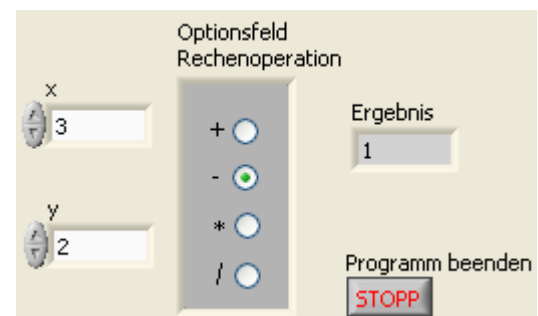 Optionsfeld
Rechenoperation
x
3
y
2
+
-
*
/
Ergebnis
1
Programm beenden
STOPP